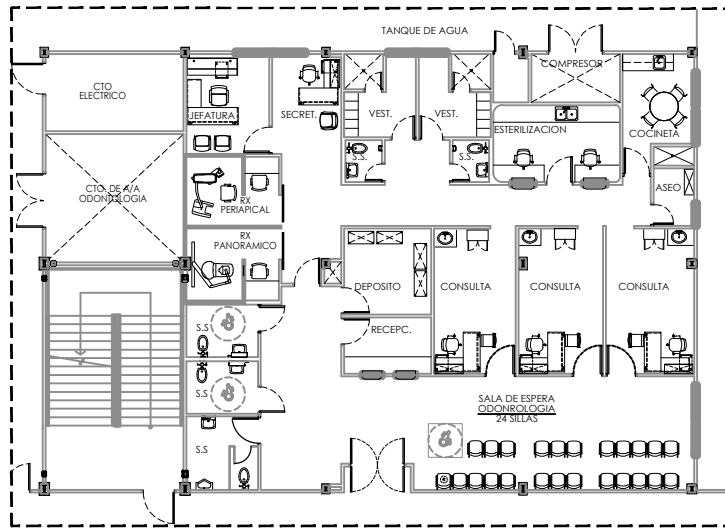 TANQUE DE AGUA
CTO
ELECTRICO
JEFATURA
SECRET.
VEST.
VEST.
COMPRESOR
ESTERILIZACION
COCINETA
S.S.
S.S.
ASEO
CTO. DE A/A
ODONTOLOGIA
RX
PERIAPICAL
RX
PANORAMICO
DEPOSITO
CONSULTA
CONSULTA
CONSULTA
S.S
RECEPC.
S.S
S.S
SALA DE ESPERA
ODONROLOGIA
24 SILLAS